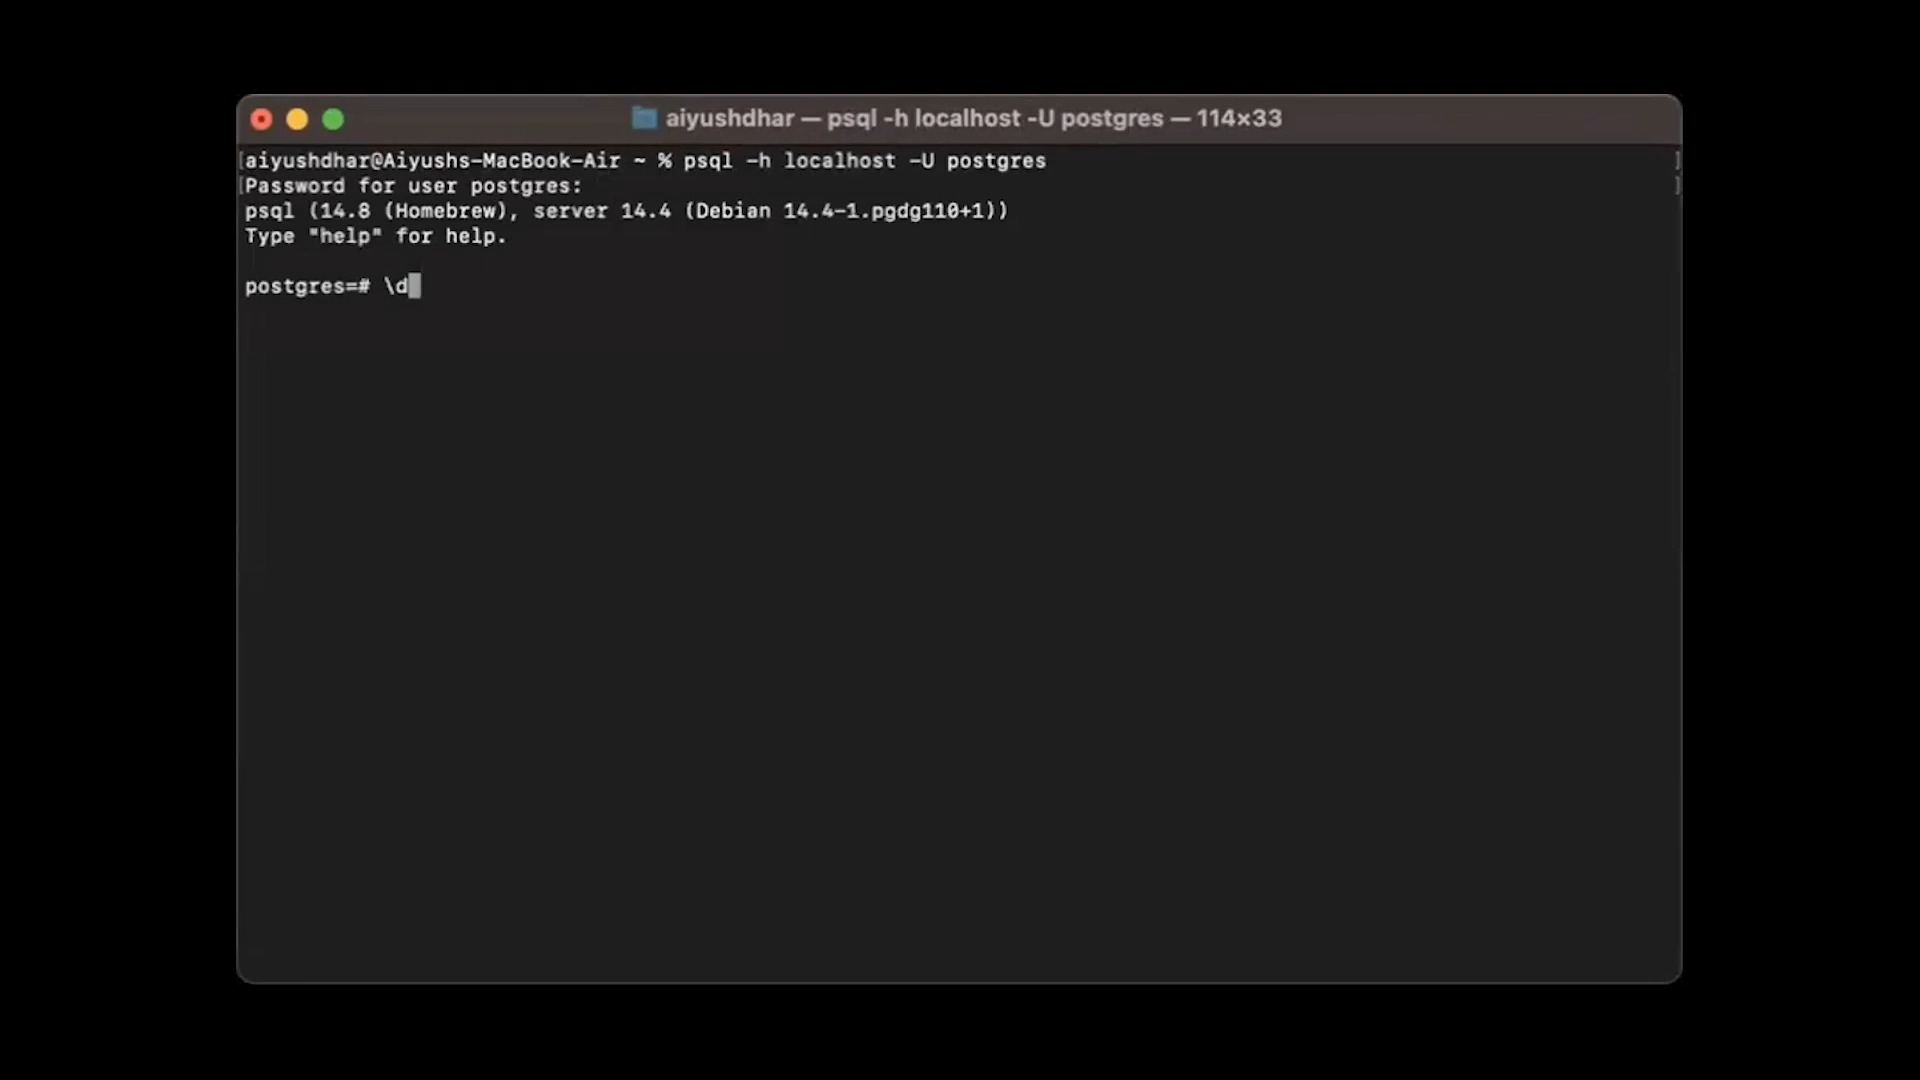 aiyushdhar — psql -h localhost -U postgres — 114×33
[aiyushdhar@Aiyushs-MacBook-Air ~ % psql -h localhost -U postgres ]
[Password for user postgres: ]
psql (14.8 (Homebrew), server 14.4 (Debian 14.4-1.pgdg110+1))
Type "help" for help.
postgres=# \d